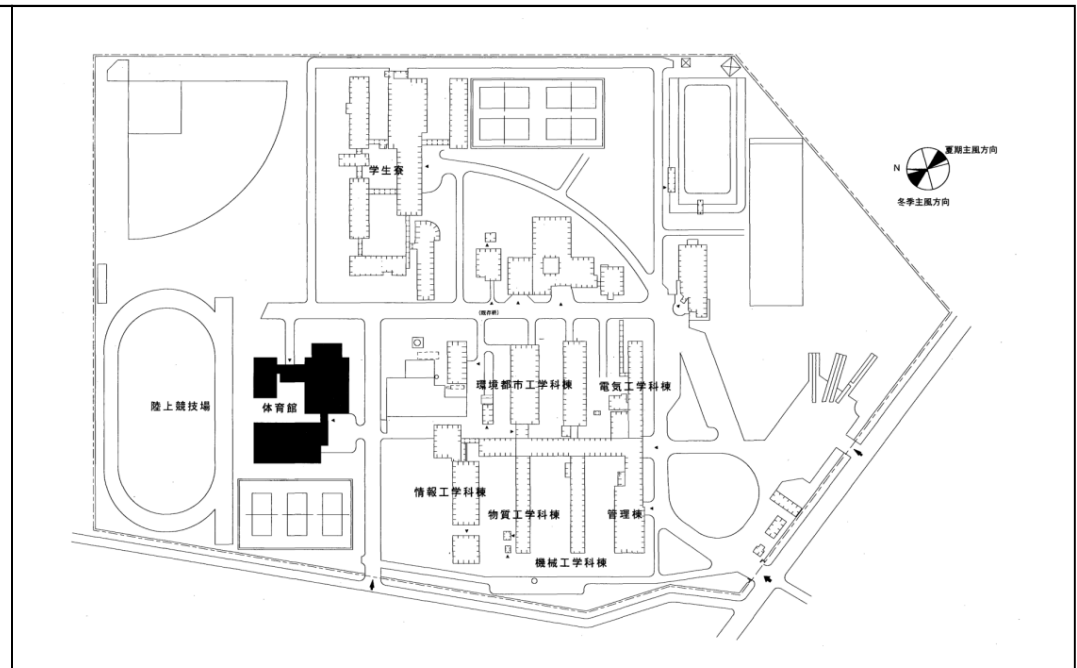 夏期主風方向
N
冬季主風方向
学生寮
陸上競技場
体育館
環境都市工学科棟
電気工学科棟
情報工学科棟
物質工学科棟
管理棟
機械工学科棟